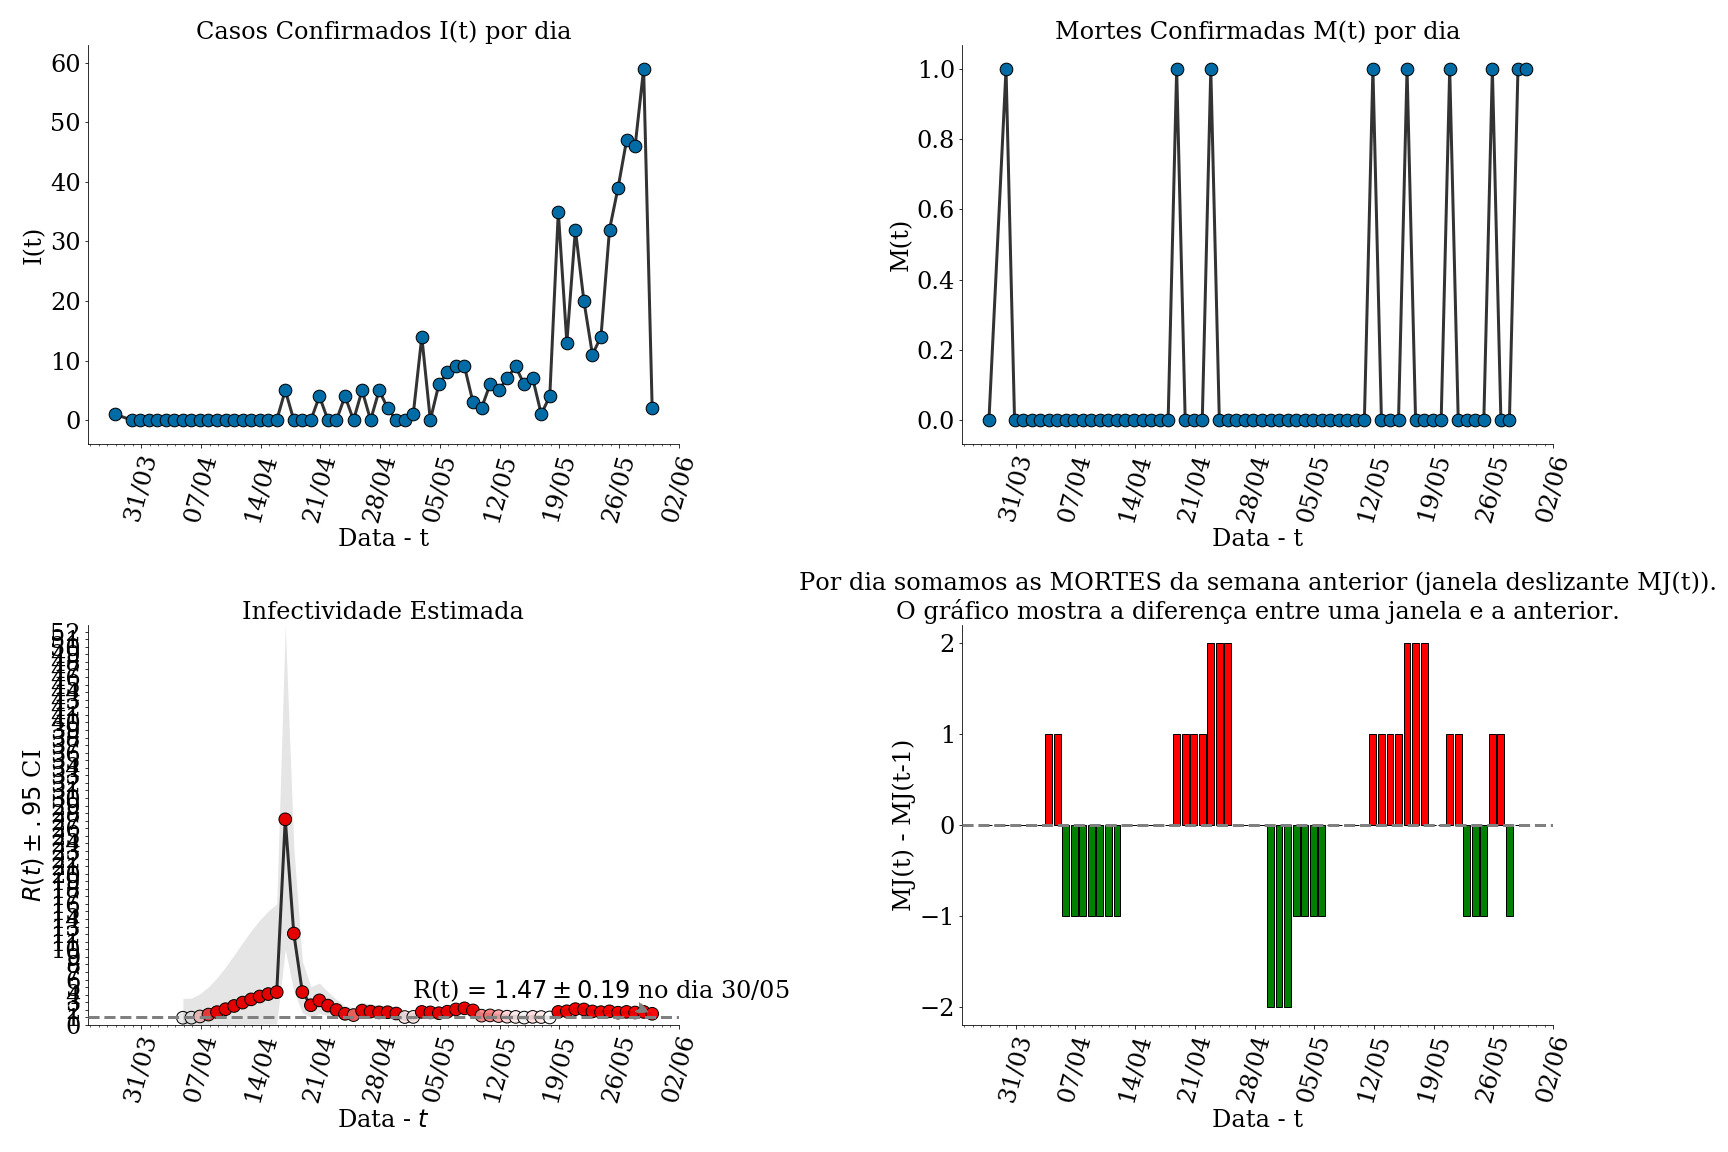 Casos Confirmados I(t) por dia
60
50
40
30
20
10
0
I(t)
31/03 07/04 14/04 21/04 28/04 05/05 12/05 19/05 26/05 02/06
Data - t
Mortes Confirmadas M(t) por dia
1.0
0.8
0.6
0.4
0.2
0.0
M(t)
31/03 07/04 14/04 21/04 28/04 05/05 12/05 19/05 26/05 02/06
Data - t
Infectividade Estimada
52
R(t) ± .95 CI
0
R(t) = 1.47 ± 0.19 no dia 30/05
31/03 07/04 14/04 21/04 28/04 05/05 12/05 19/05 26/05 02/06
Data - t
Por dia somamos as MORTES da semana anterior (janela deslizante MJ(t)).
O gráfico mostra a diferença entre uma janela e a anterior.
2
1
0
−1
−2
MJ(t) - MJ(t-1)
31/03 07/04 14/04 21/04 28/04 05/05 12/05 19/05 26/05 02/06
Data - t